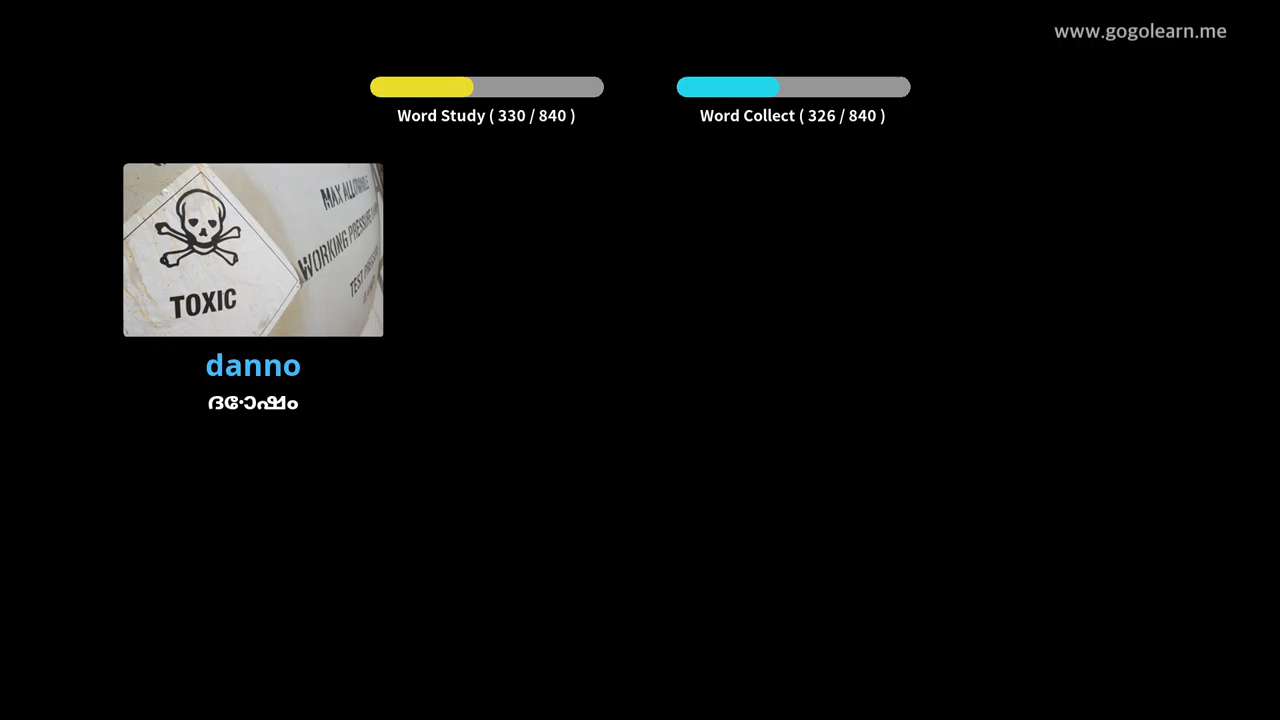 www.gogolearn.me
Word Study ( 330 / 840 )
Word Collect ( 326 / 840 )
MAX ALLOWABLE
WORKING PRESSURE
TEST
TOXIC
danno
ദോഷം